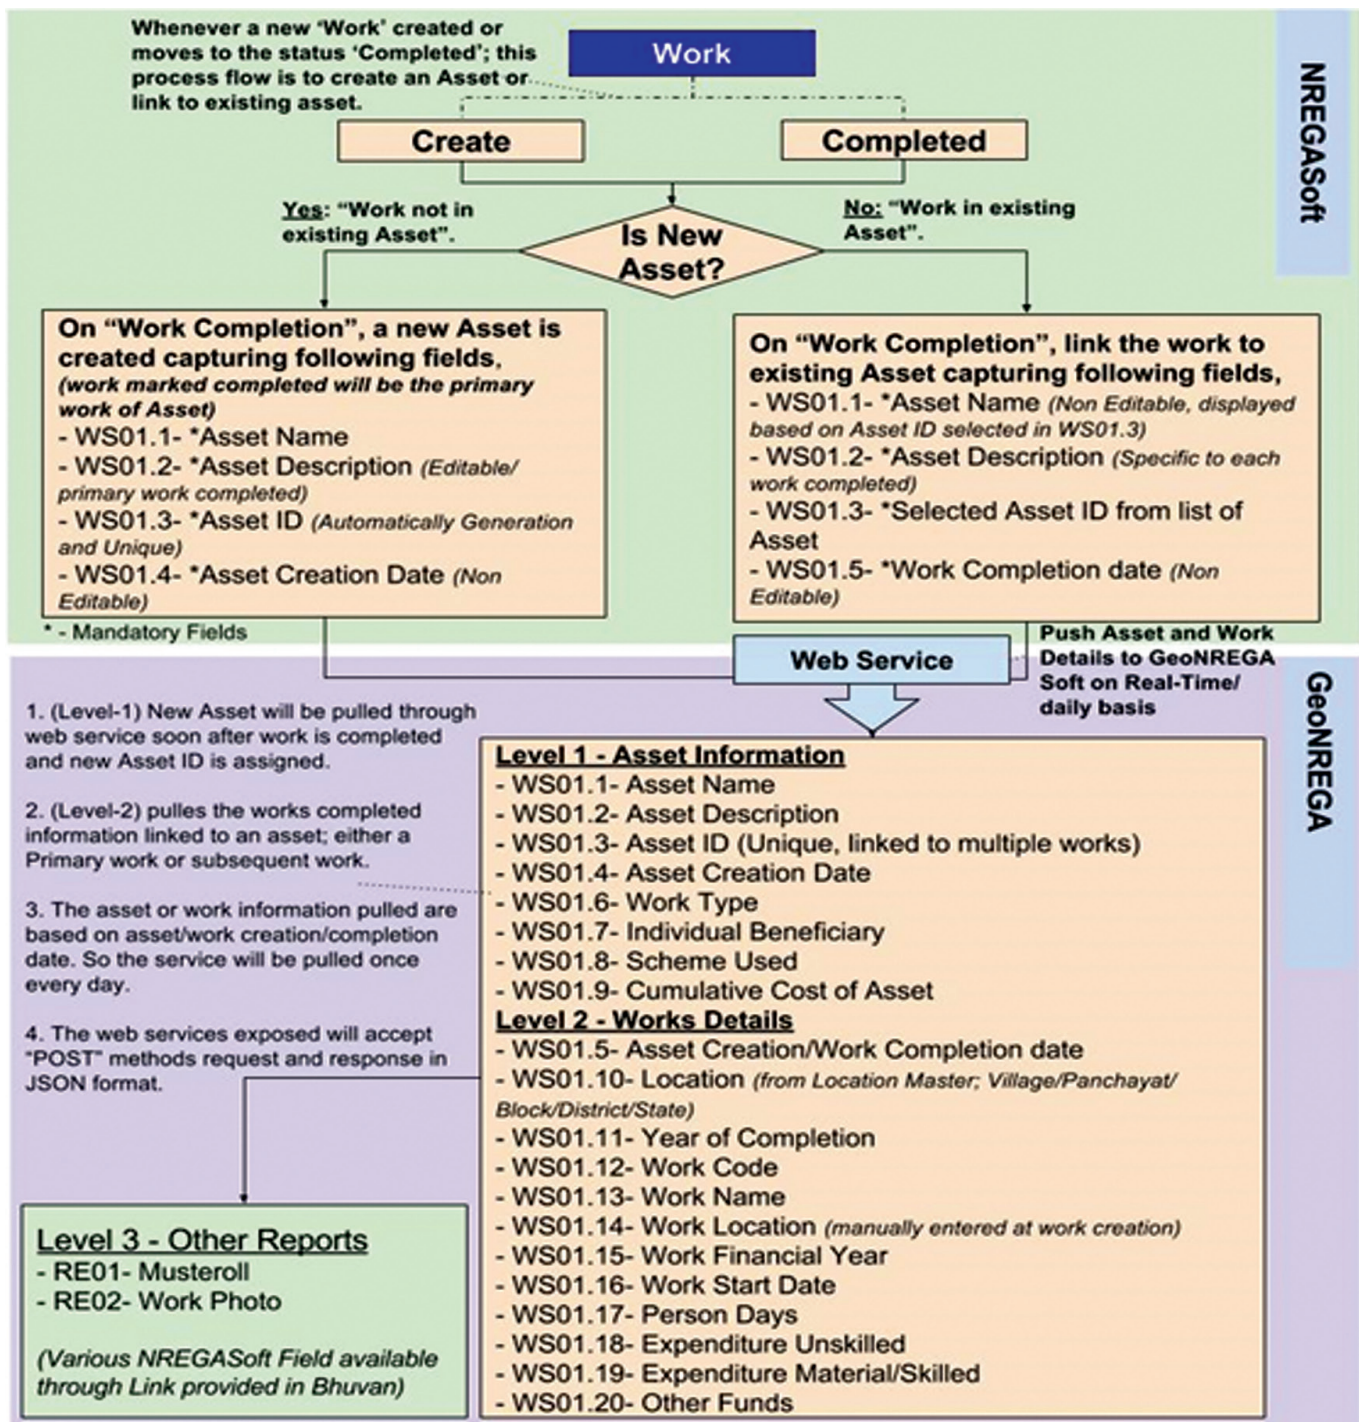 Whenever a new ‘Work’ created or
moves to the status ‘Completed’; this
process flow is to create an Asset or
link to existing asset.
Work
Create
Completed
NREGASoft
Yes: “Work not in
existing Asset”.
No: “Work in existing
Asset”.
Is New
Asset?
On “Work Completion”, a new Asset is
created capturing following fields,
(work marked completed will be the primary
work of Asset)
- WS01.1- *Asset Name
- WS01.2- *Asset Description (Editable/
primary work completed)
- WS01.3- *Asset ID (Automatically Generation
and Unique)
- WS01.4- *Asset Creation Date (Non
Editable)
* - Mandatory Fields
On “Work Completion”, link the work to
existing Asset capturing following fields,
- WS01.1- *Asset Name (Non Editable, displayed
based on Asset ID selected in WS01.3)
- WS01.2- *Asset Description (Specific to each
work completed)
- WS01.3- *Selected Asset ID from list of
Asset
- WS01.5- *Work Completion date (Non
Editable)
Web Service
Push Asset and Work
Details to GeoNREGA
Soft on Real-Time/
daily basis
GeoNREGA
1. (Level-1) New Asset will be pulled through
web service soon after work is completed
and new Asset ID is assigned.
2. (Level-2) pulles the works completed
information linked to an asset; either a
Primary work or subsequent work.
3. The asset or work information pulled are
based on asset/work creation/completion
date. So the service will be pulled once
every day.
4. The web services exposed will accept
“POST” methods request and response in
JSON format.
Level 1 - Asset Information
- WS01.1- Asset Name
- WS01.2- Asset Description
- WS01.3- Asset ID (Unique, linked to multiple works)
- WS01.4- Asset Creation Date
- WS01.6- Work Type
- WS01.7- Individual Beneficiary
- WS01.8- Scheme Used
- WS01.9- Cumulative Cost of Asset
Level 2 - Works Details
- WS01.5- Asset Creation/Work Completion date
- WS01.10- Location (from Location Master; Village/Panchayat/
Block/District/State)
- WS01.11- Year of Completion
- WS01.12- Work Code
- WS01.13- Work Name
- WS01.14- Work Location (manually entered at work creation)
- WS01.15- Work Financial Year
- WS01.16- Work Start Date
- WS01.17- Person Days
- WS01.18- Expenditure Unskilled
- WS01.19- Expenditure Material/Skilled
- WS01.20- Other Funds
Level 3 - Other Reports
- RE01- Musteroll
- RE02- Work Photo
(Various NREGASoft Field available
through Link provided in Bhuvan)